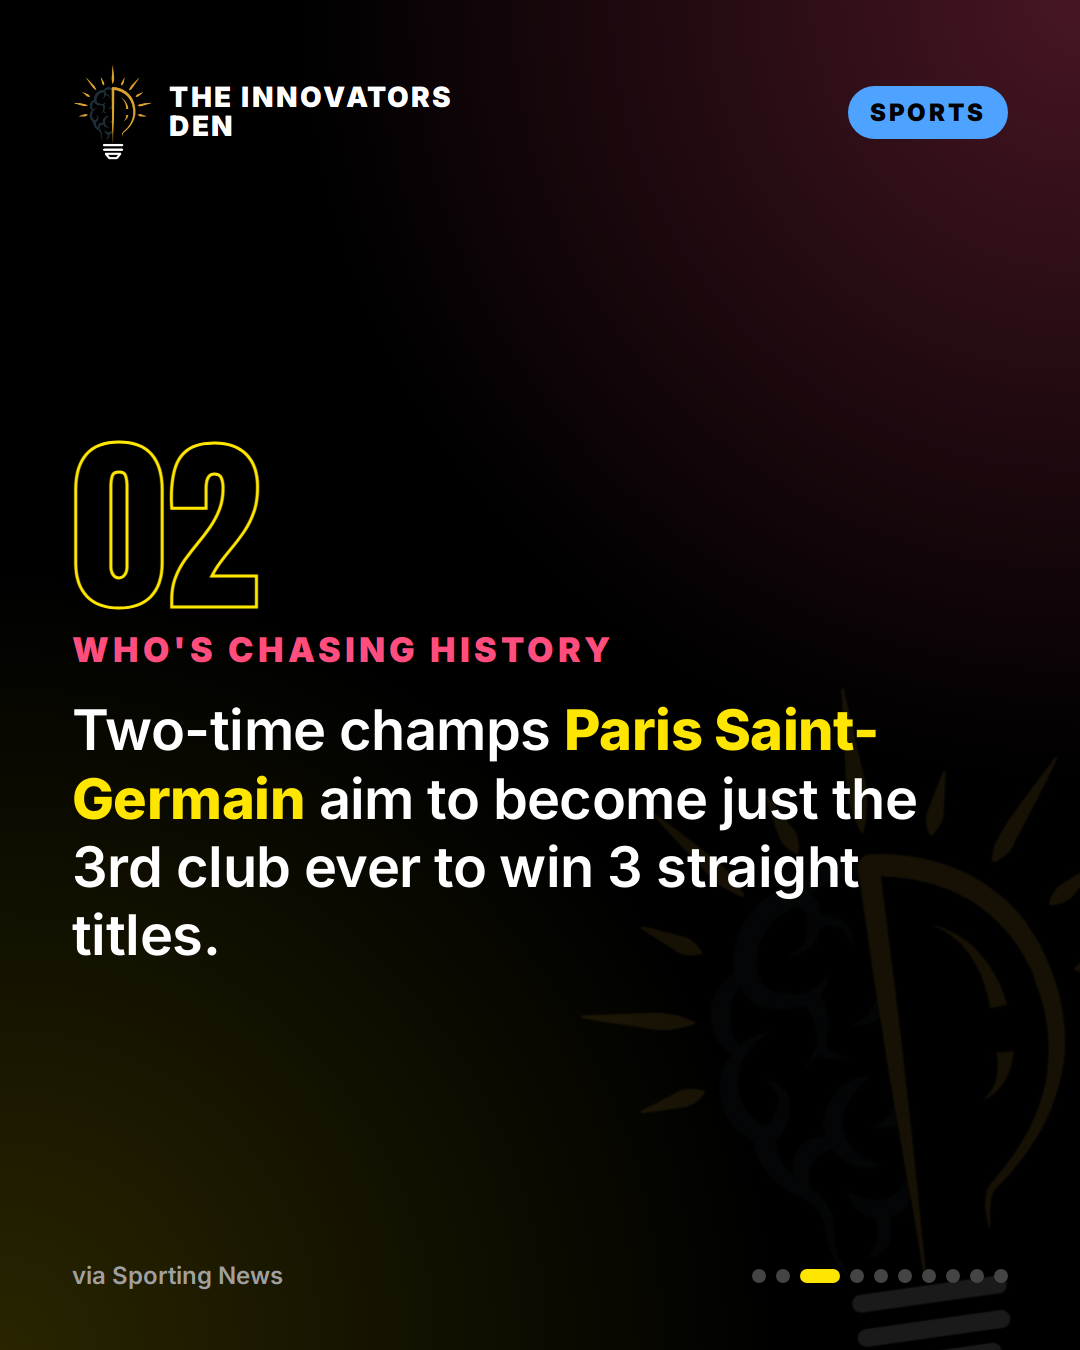 THE INNOVATORS
DEN
SPORTS
02
WHO'S CHASING HISTORY
Two-time champs Paris Saint-
Germain aim to become just the
3rd club ever to win 3 straight
titles.
via Sporting News